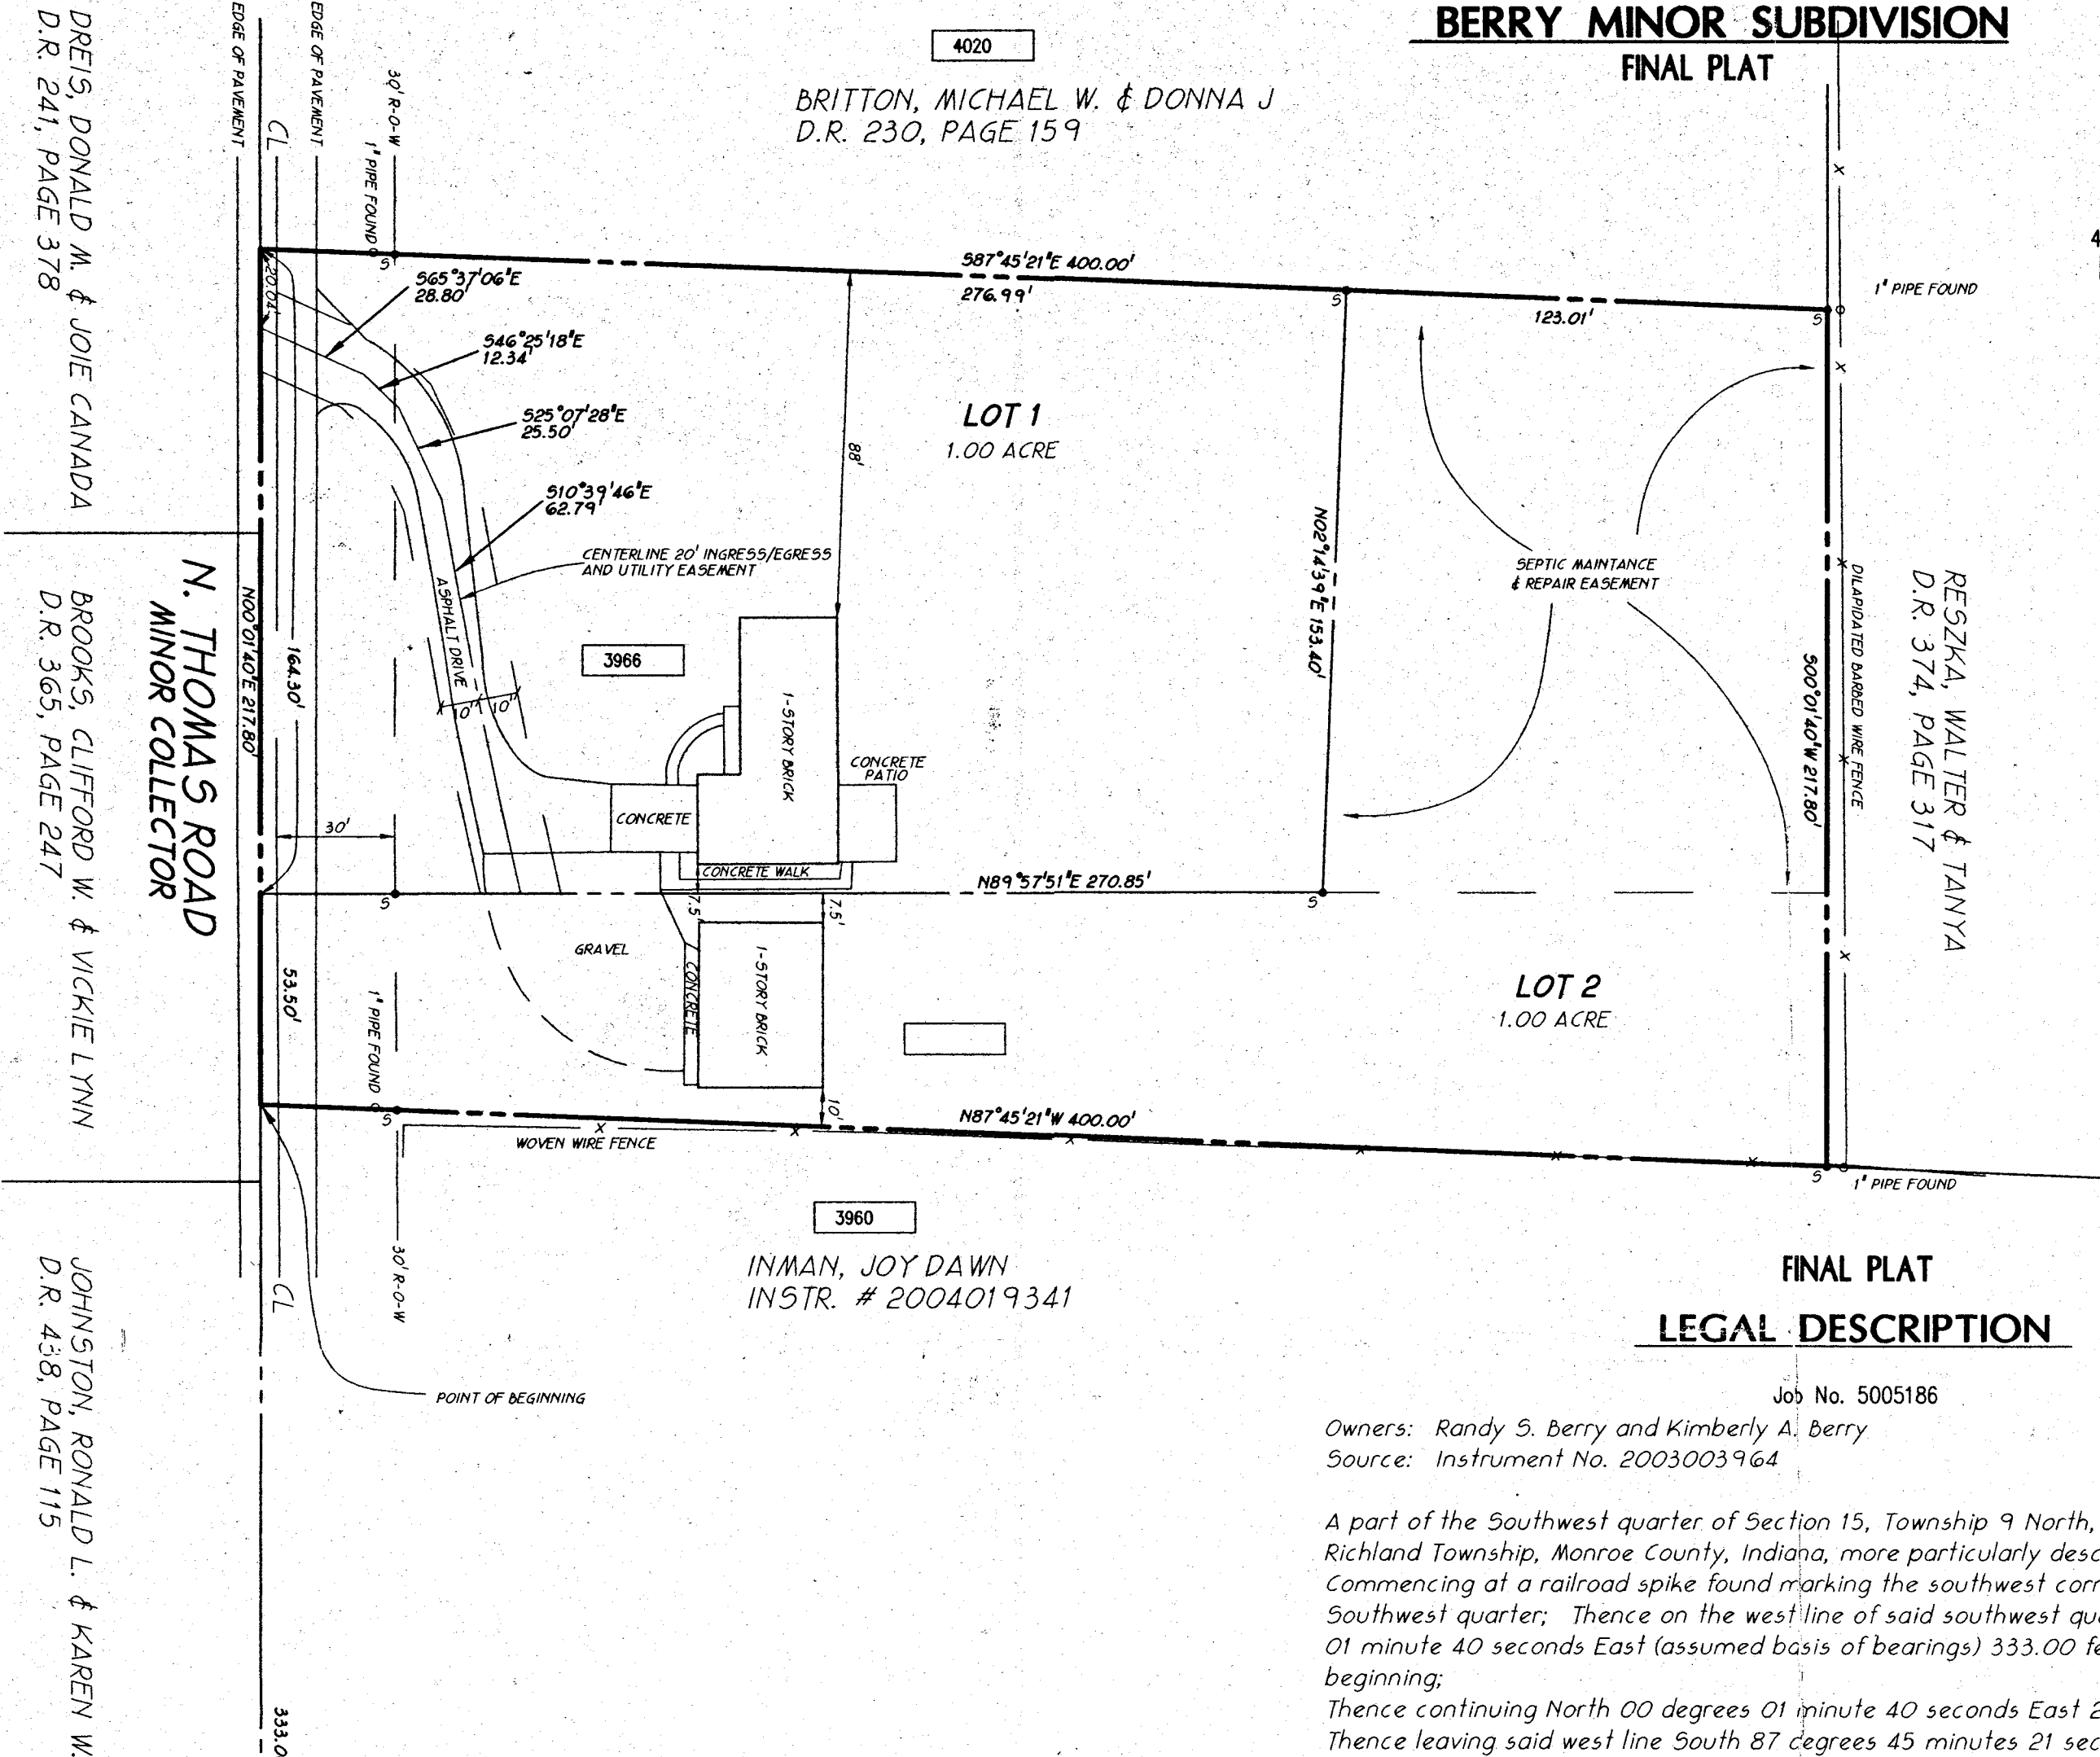 BERRY MINOR SUBDIVISION
FINAL PLAT
4020
BRITTON, MICHAEL W. & DONNA J
D.R. 230, PAGE 159
DREIS, DONALD M. & JOIE CANADA
D.R. 241, PAGE 378
EDGE OF PAVEMENT
CL
EDGE OF PAVEMENT
30' R-O-W
1" PIPE FOUND
S
20.04'
S65°37'06"E
28.80'
S46°25'18"E
12.34'
S25°07'28"E
25.50'
S10°39'46"E
62.79'
CENTERLINE 20' INGRESS/EGRESS
AND UTILITY EASEMENT
ASPHALT DRIVE
10' 10'
S87°45'21"E 400.00'
276.99'
S
123.01'
S
1" PIPE FOUND
4
LOT 1
1.00 ACRE
88'
N02°14'39"E 153.40'
SEPTIC MAINTANCE
& REPAIR EASEMENT
DILAPIDATED BARBED WIRE FENCE
S00°01'40"W 217.80'
RESZKA, WALTER & TANYA
D.R. 374, PAGE 317
3966
1-STORY BRICK
CONCRETE
PATIO
CONCRETE
CONCRETE WALK
N. THOMAS ROAD
MINOR COLLECTOR
N00°01'40"E 217.80'
164.30'
30'
BROOKS, CLIFFORD W. & VICKIE LYNN
D.R. 365, PAGE 247
S
N89°57'51"E 270.85'
S
7.5'
7.5'
GRAVEL
CONCRETE
1-STORY BRICK
53.50'
1" PIPE FOUND
S
LOT 2
1.00 ACRE
10'
N87°45'21"W 400.00'
WOVEN WIRE FENCE
S
1" PIPE FOUND
3960
INMAN, JOY DAWN
INSTR. # 2004019341
30' R-O-W
CL
POINT OF BEGINNING
JOHNSTON, RONALD L. & KAREN W.
D.R. 438, PAGE 115
333.0
FINAL PLAT
LEGAL DESCRIPTION
Job No. 5005186
Owners: Randy S. Berry and Kimberly A. Berry
Source: Instrument No. 2003003964
A part of the Southwest quarter of Section 15, Township 9 North,
Richland Township, Monroe County, Indiana, more particularly desc
Commencing at a railroad spike found marking the southwest corn
Southwest quarter; Thence on the west line of said southwest qu
01 minute 40 seconds East (assumed basis of bearings) 333.00 fe
beginning;
Thence continuing North 00 degrees 01 minute 40 seconds East 2
Thence leaving said west line South 87 degrees 45 minutes 21 sec